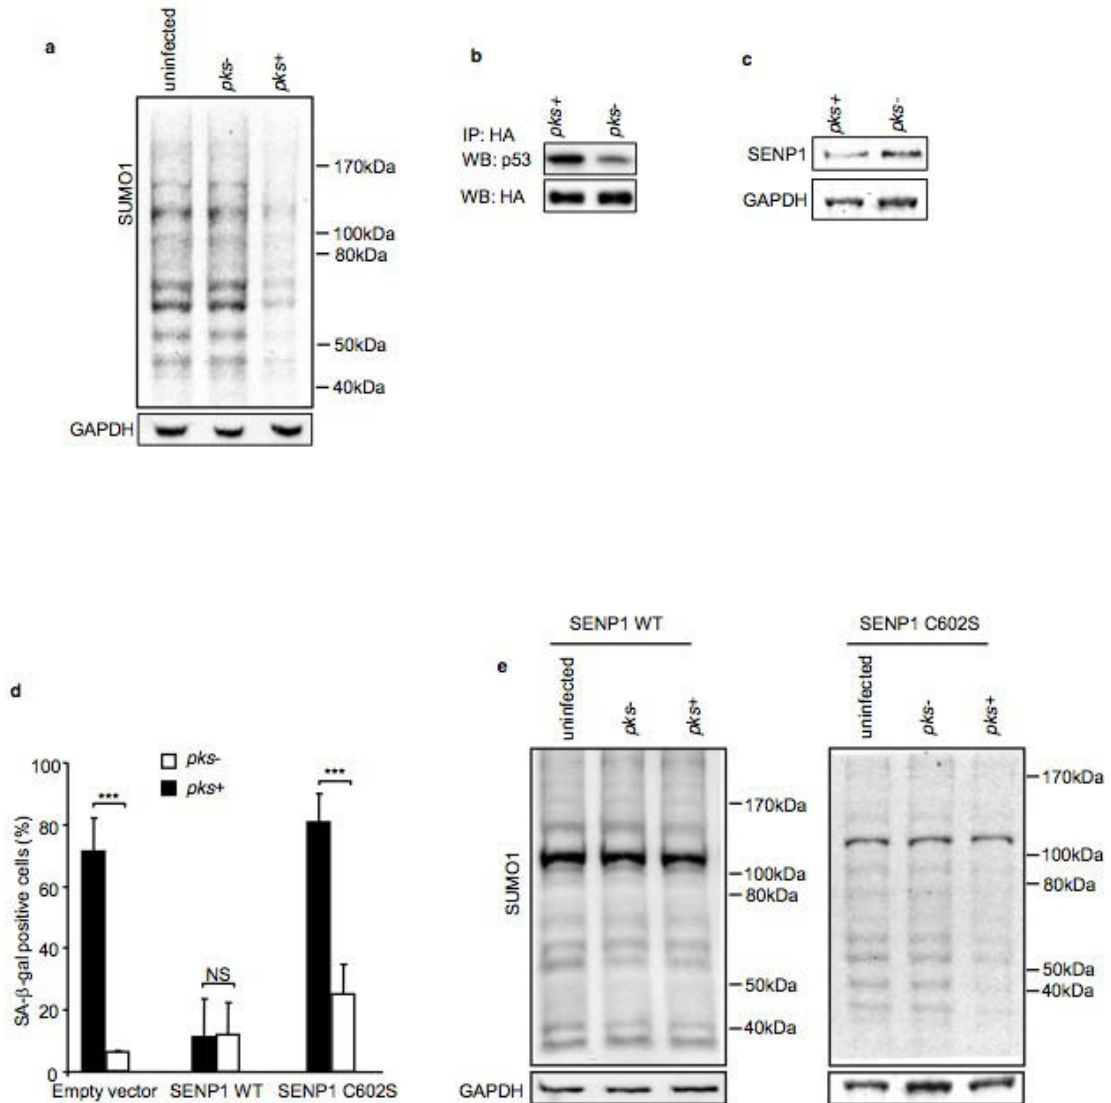 a
uninfected
pks-
pks+
SUMO1
170kDa
100kDa
80kDa
50kDa
40kDa
GAPDH
b
pks+
pks-
IP: HA
WB: p53
WB: HA
c
pks+
pks-
SENP1
GAPDH
d
pks-
pks+
SA-β-gal positive cells (%)
100
80
60
40
20
0
***
NS
***
Empty vector
SENP1 WT
SENP1 C602S
e
SENP1 WT
uninfected
pks-
pks+
SUMO1
170kDa
100kDa
80kDa
50kDa
40kDa
GAPDH
SENP1 C602S
uninfected
pks-
pks+
170kDa
100kDa
80kDa
50kDa
40kDa